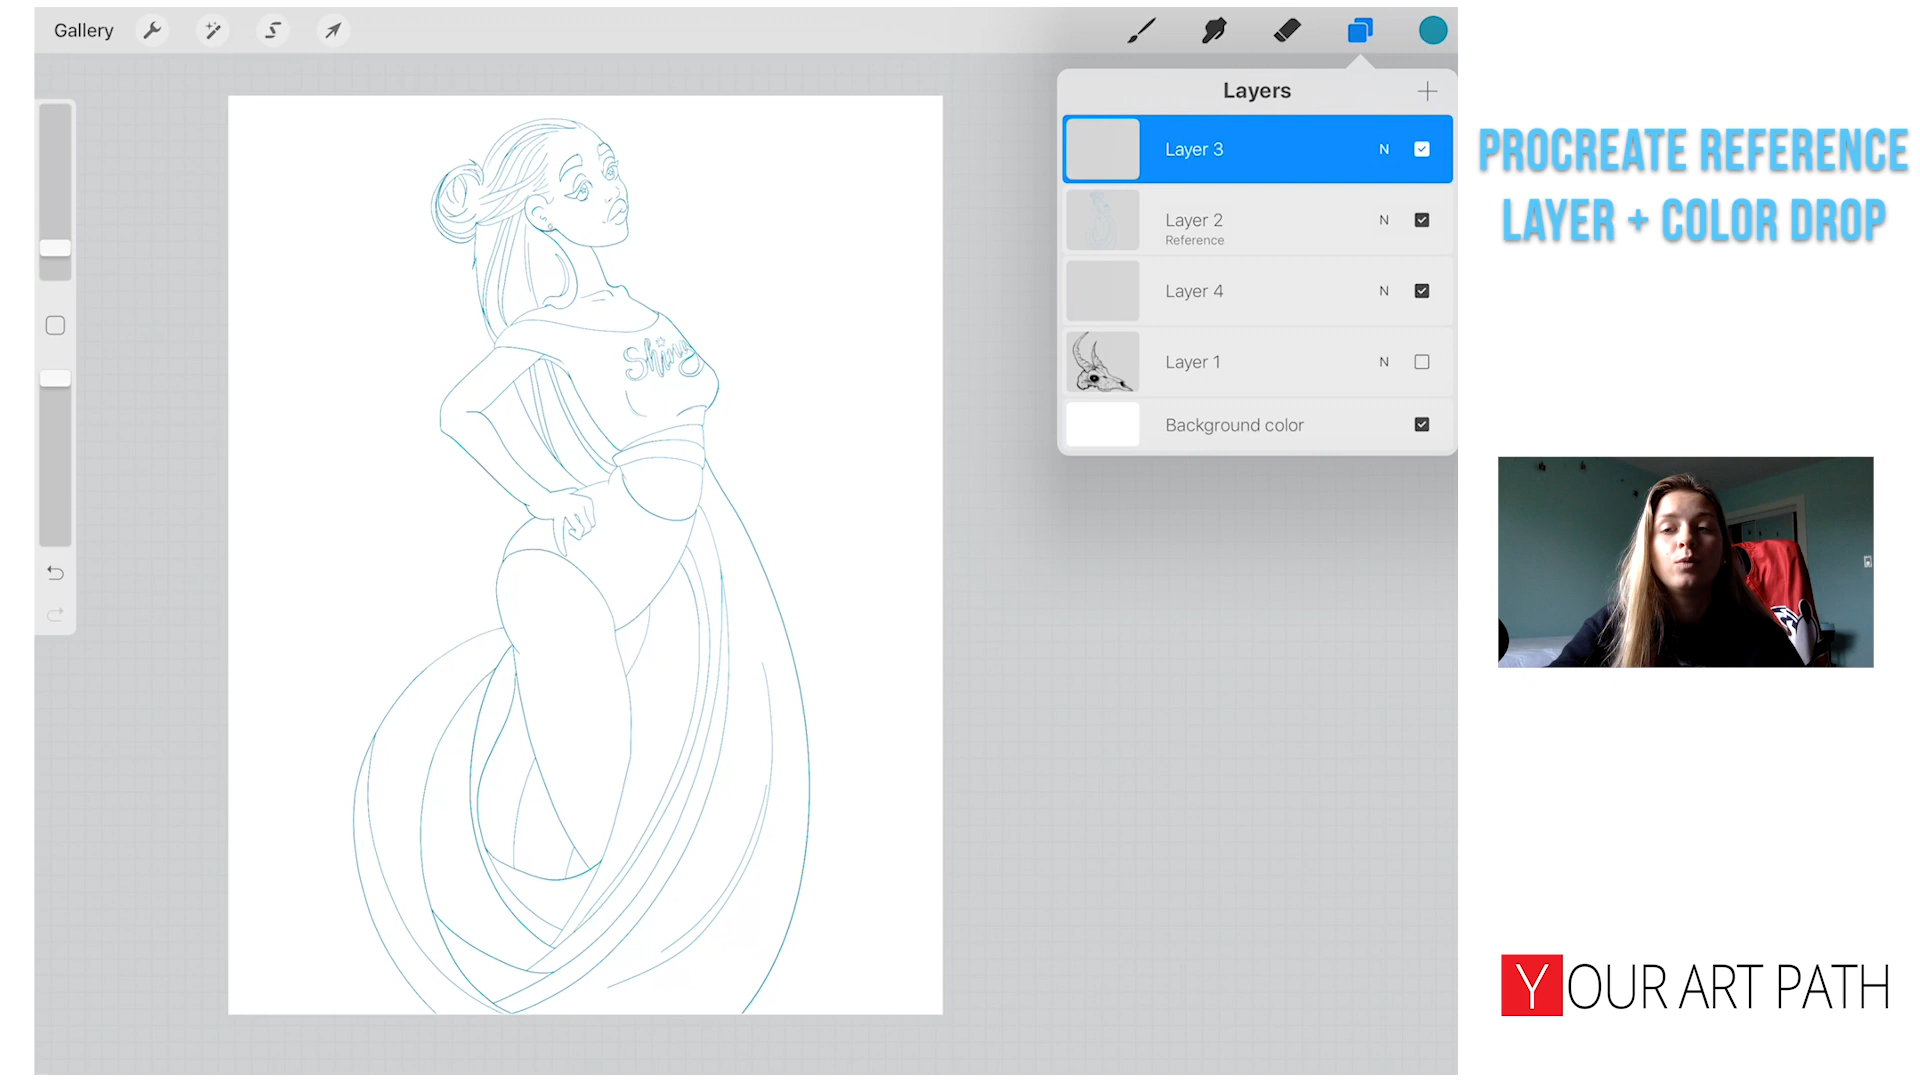 Gallery
Layers
Layer 3
N
Layer 2
N
Reference
Layer 4
N
Layer 1
N
Background color
PROCREATE REFERENCE
LAYER + COLOR DROP
Shiny
YOUR ART PATH